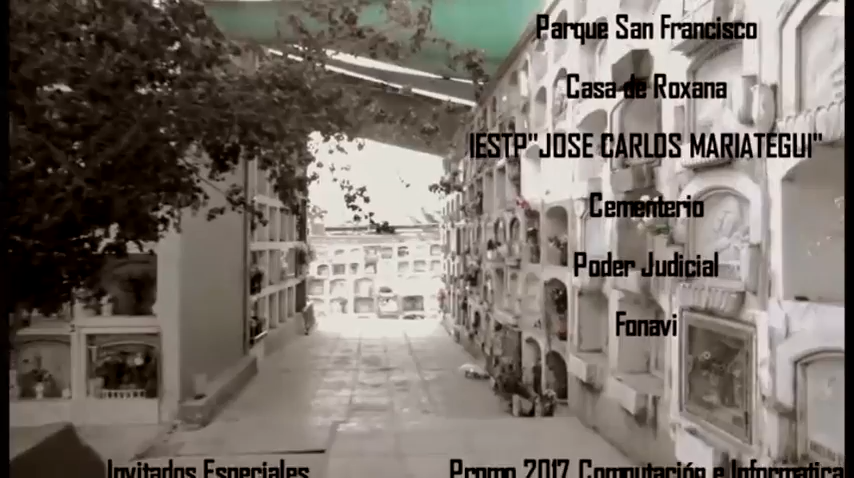 Parque San Francisco
Casa de Roxana
IESTP"JOSE CARLOS MARIATEGUI"
Cementerio
Poder Judicial
Fonavi
Invitados Especiales
Promo 2017 Computación e Informatica